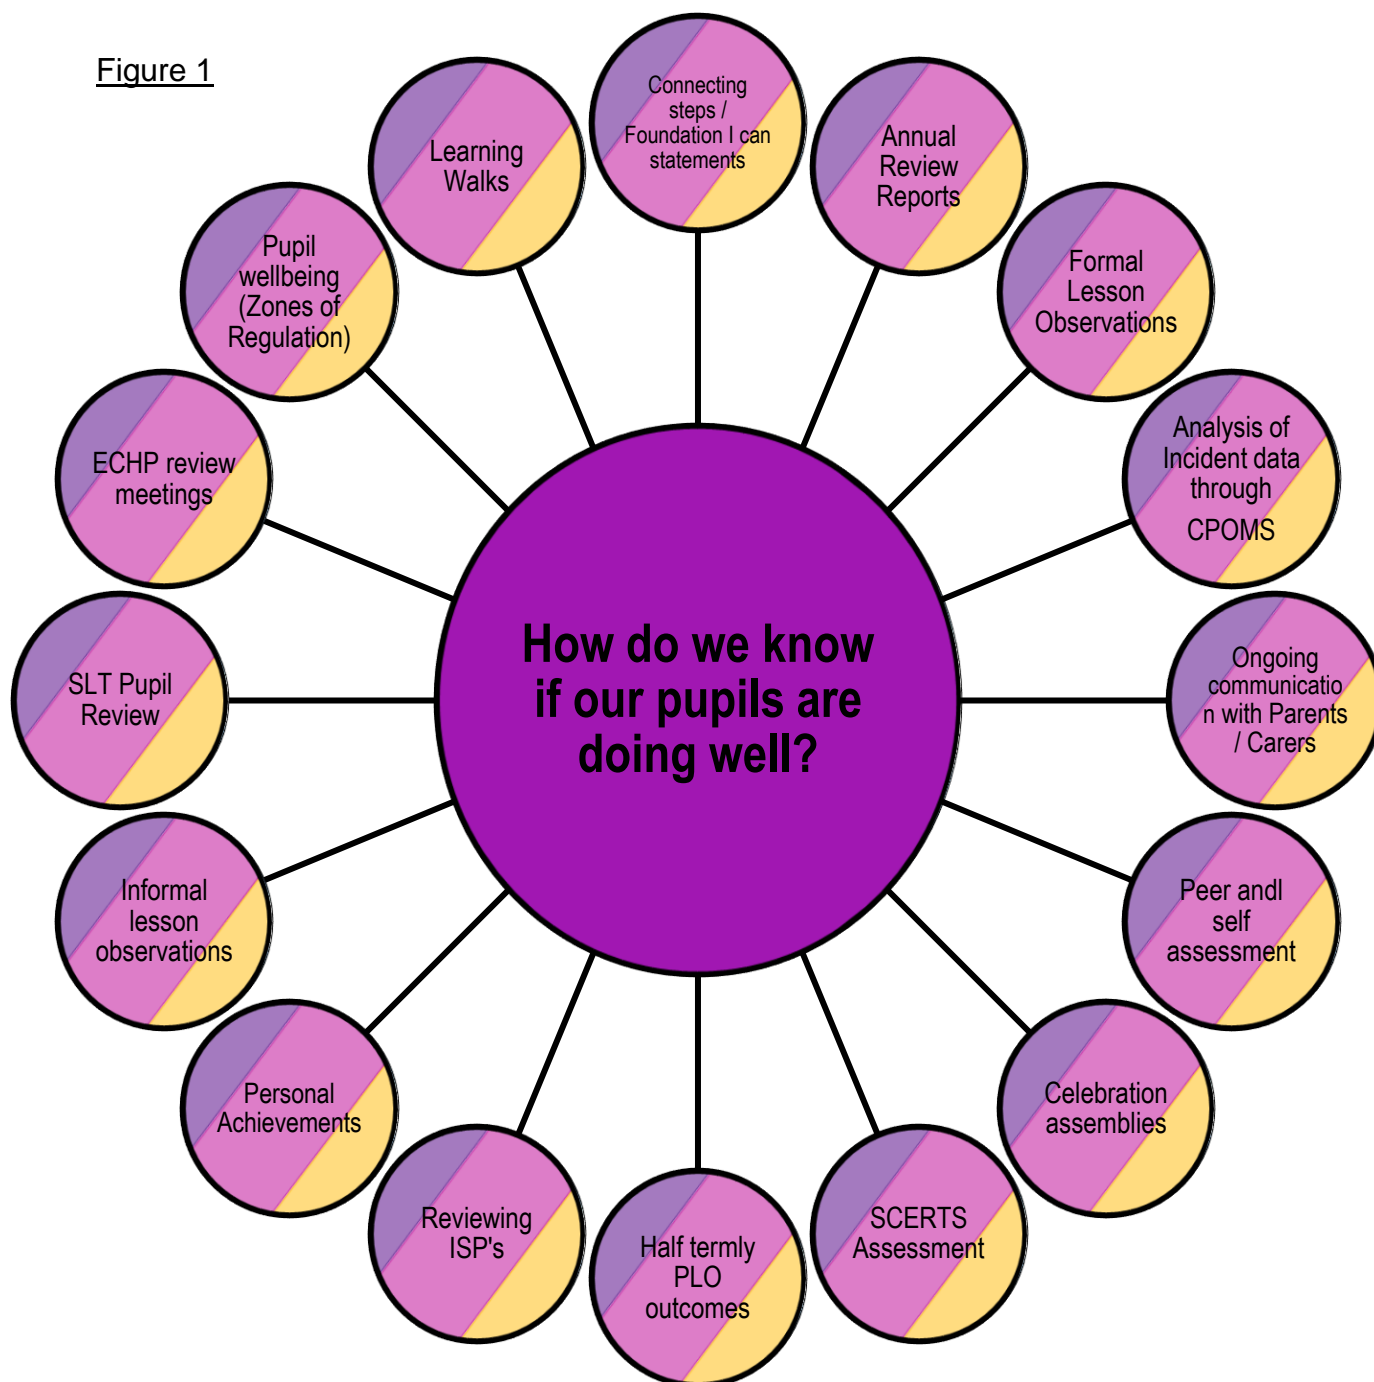 Figure 1
Connecting
steps /
Foundation I can
statements
Annual
Review
Reports
Formal
Lesson
Observations
Analysis of
Incident data
through
CPOMS
Ongoing
communicatio
n with Parents
/ Carers
Peer andl
self
assessment
Celebration
assemblies
SCERTS
Assessment
Half termly
PLO
outcomes
Reviewing
ISP's
Personal
Achievements
Informal
lesson
observations
SLT Pupil
Review
ECHP review
meetings
Pupil
wellbeing
(Zones of
Regulation)
Learning
Walks
How do we know
if our pupils are
doing well?